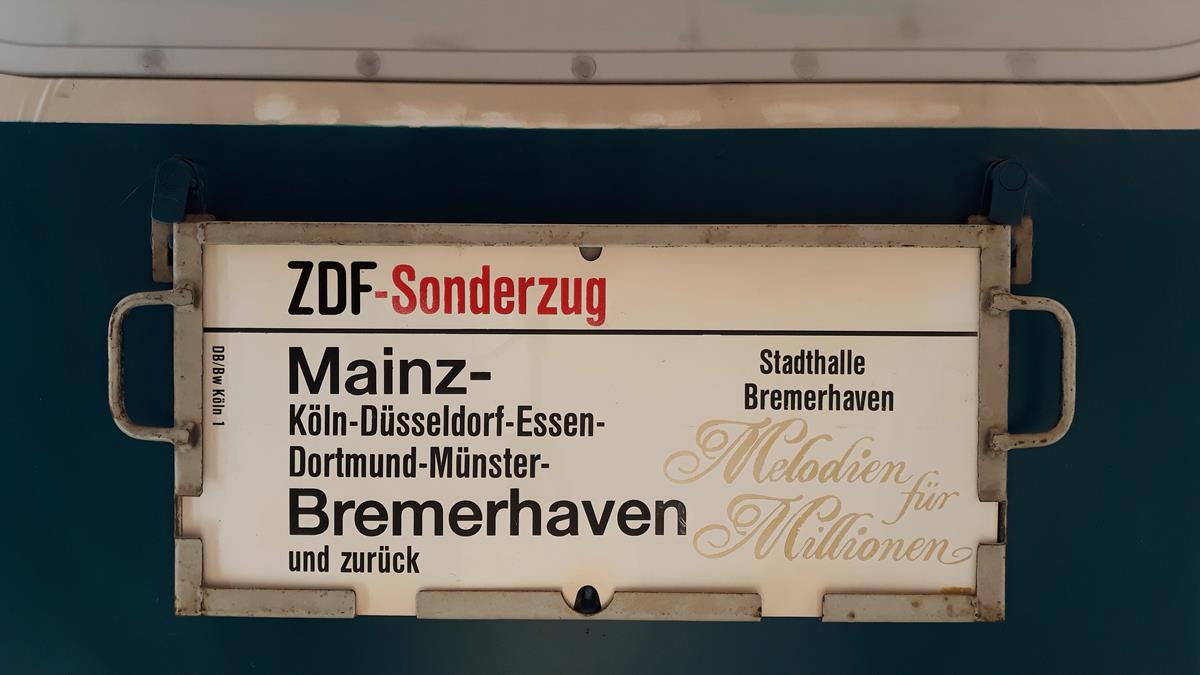 ZDF-Sonderzug
DB/Bw Köln 1
Mainz-
Köln-Düsseldorf-Essen-
Dortmund-Münster-
Bremerhaven
und zurück
Stadthalle
Bremerhaven
Melodien
für
Millionen